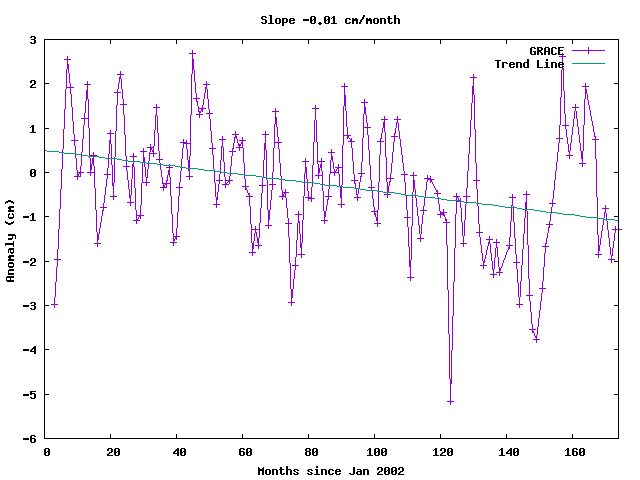 Slope -0.01 cm/month
GRACE
Trend Line
3
2
1
0
-1
-2
-3
-4
-5
-6
Anomaly (cm)
0 20 40 60 80 100 120 140 160
Months since Jan 2002